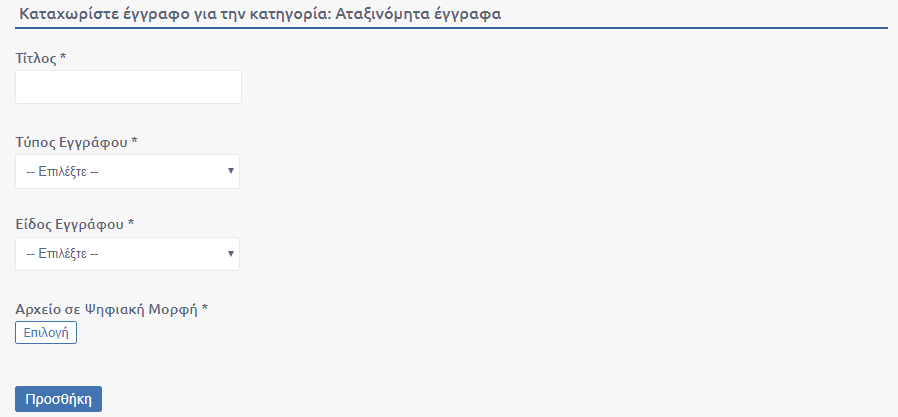 Καταχωρίστε έγγραφο για την κατηγορία: Αταξινόμητα έγγραφα
Τίτλος *
Τύπος Εγγράφου *
-- Επιλέξτε --
Είδος Εγγράφου *
-- Επιλέξτε --
Αρχείο σε Ψηφιακή Μορφή *
Επιλογή
Προσθήκη